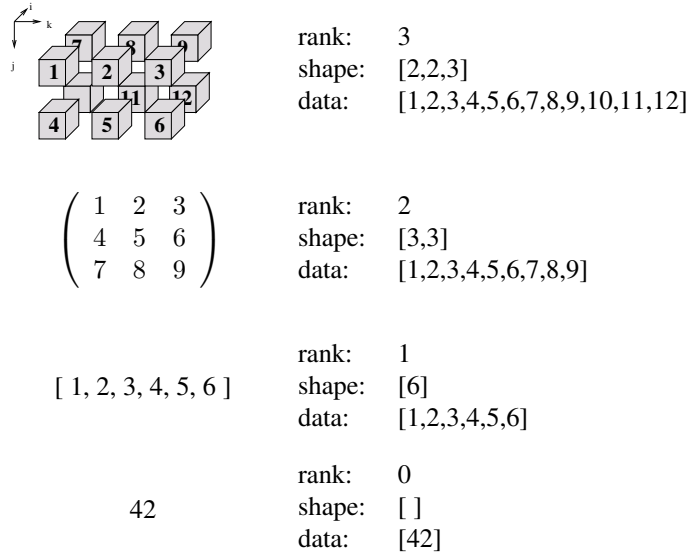 i
k
j
7 8 9
1 2 3
11 12
4 5 6
rank: 3
shape: [2,2,3]
data: [1,2,3,4,5,6,7,8,9,10,11,12]
1 2 3
4 5 6
7 8 9
rank: 2
shape: [3,3]
data: [1,2,3,4,5,6,7,8,9]
[ 1, 2, 3, 4, 5, 6 ]
rank: 1
shape: [6]
data: [1,2,3,4,5,6]
42
rank: 0
shape: [ ]
data: [42]